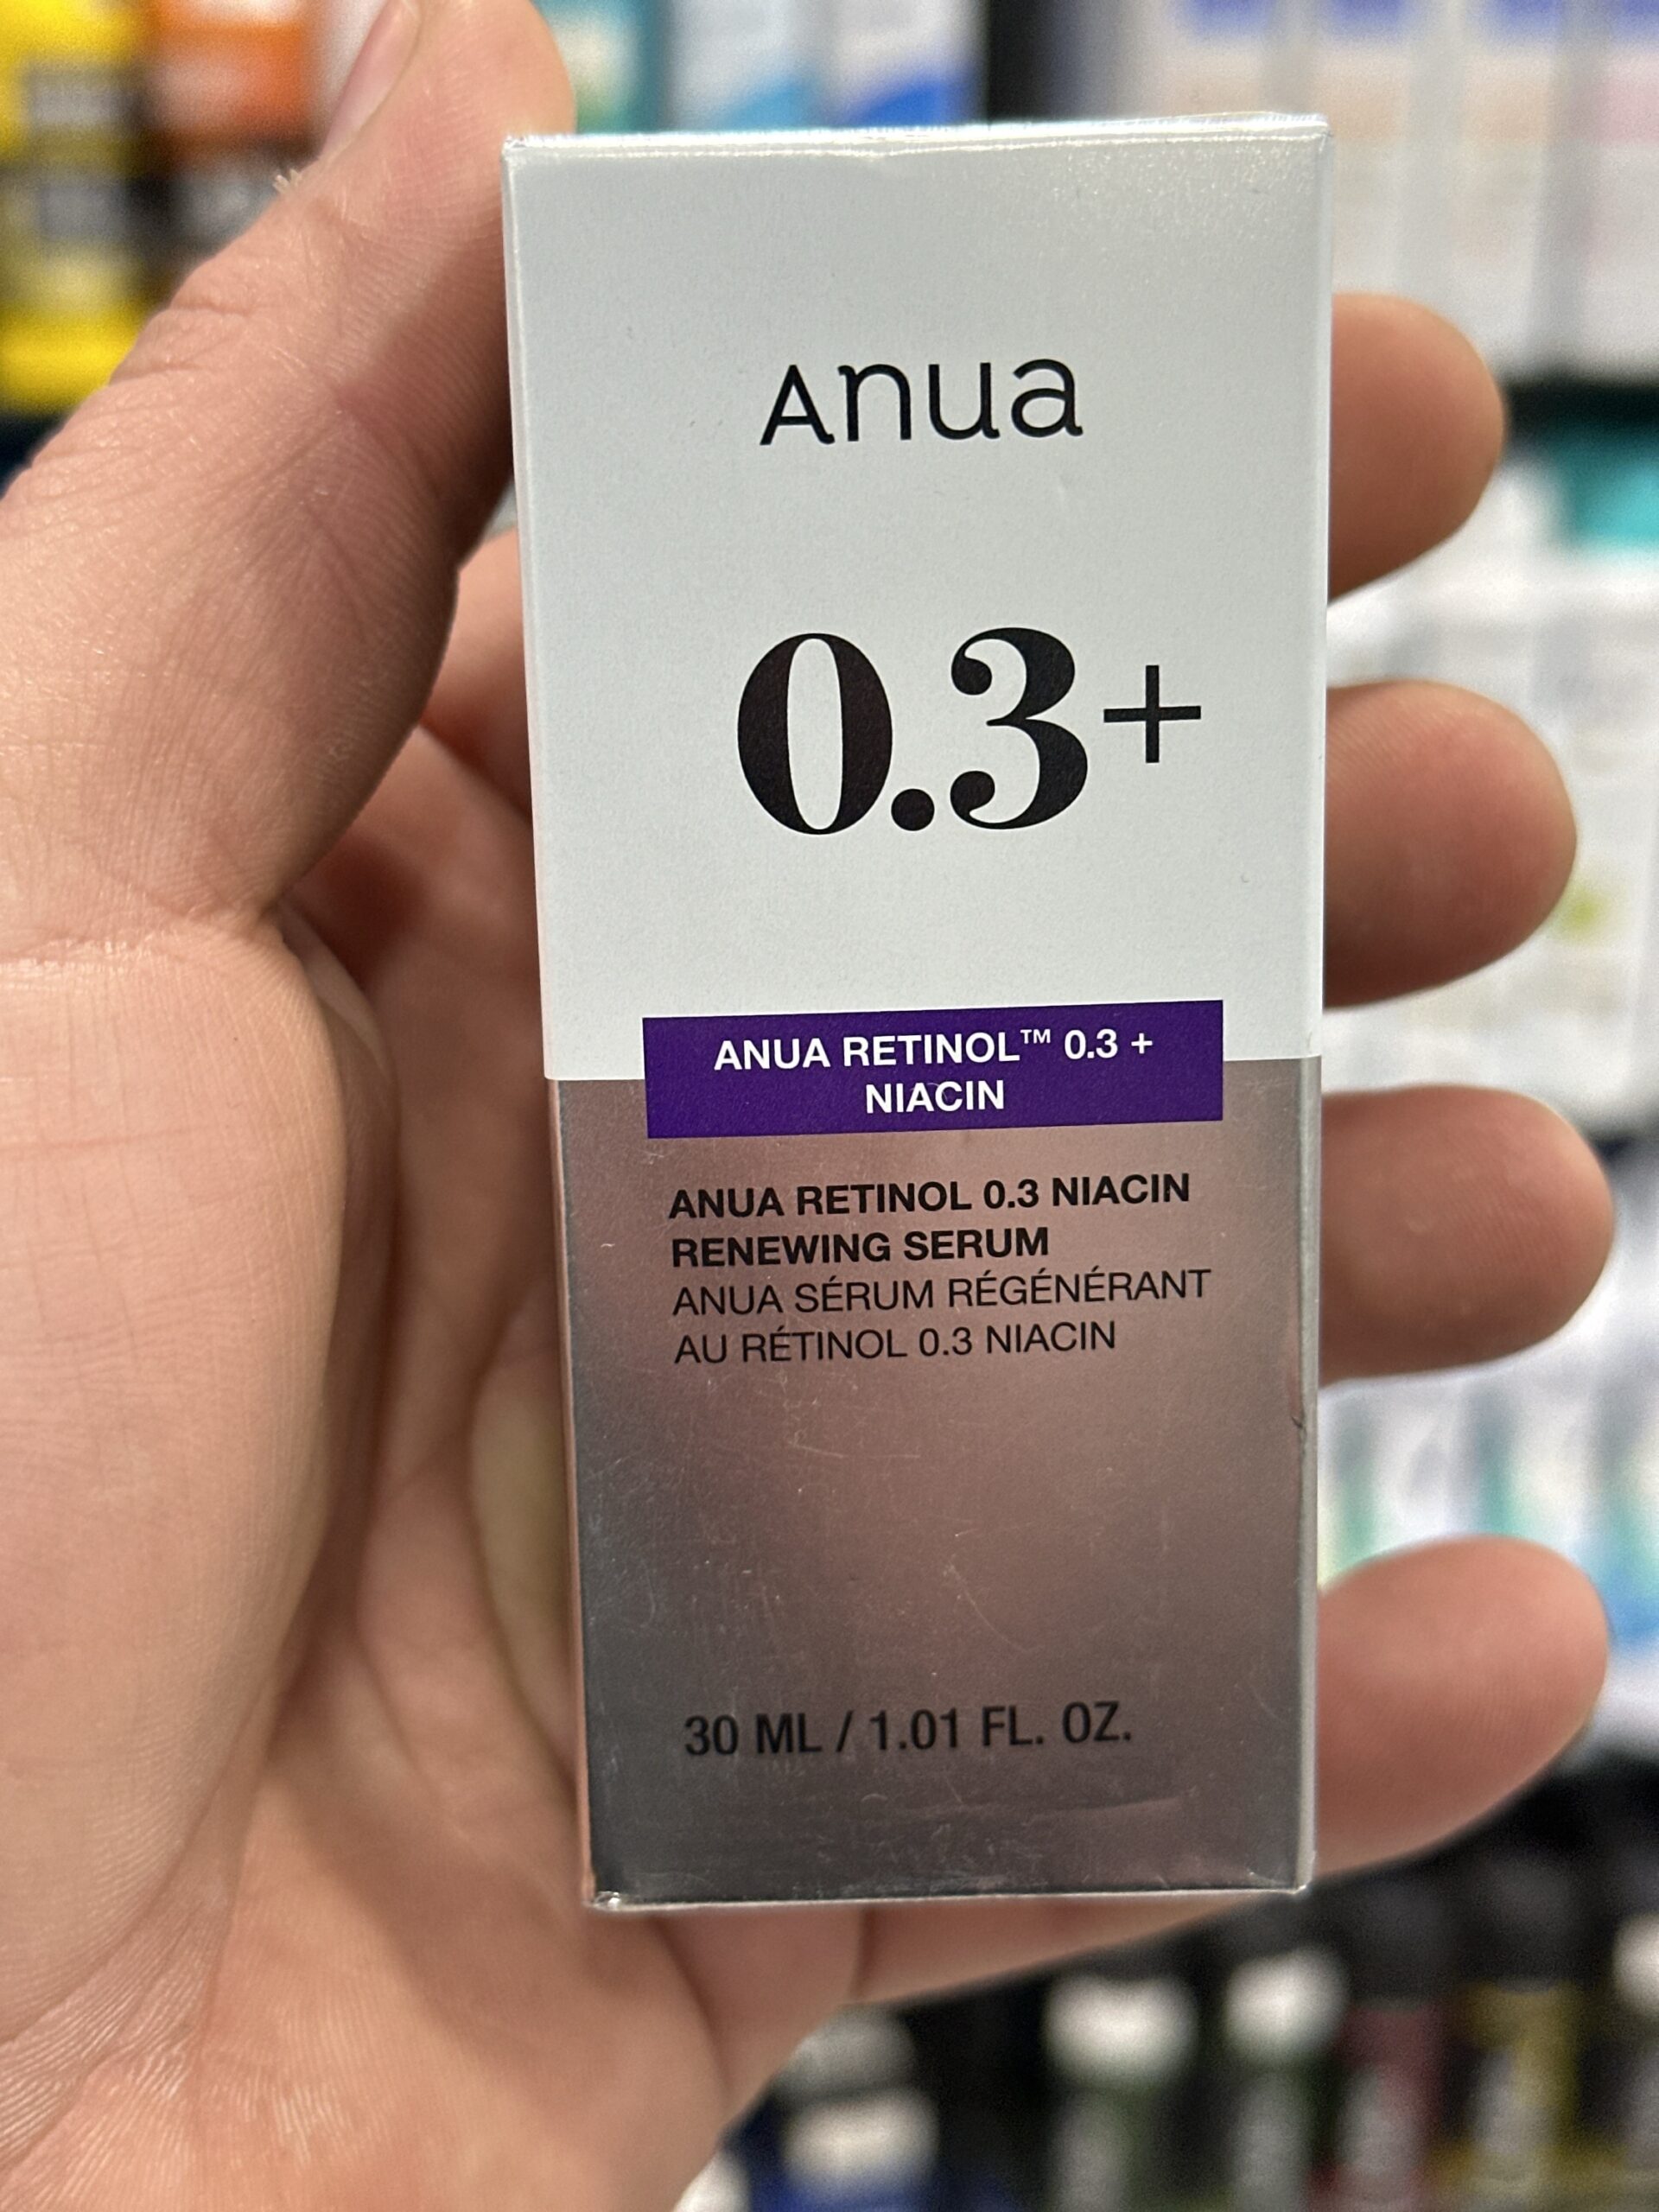 Anua
0.3+
ANUA RETINOL™ 0.3 +
NIACIN
ANUA RETINOL 0.3 NIACIN
RENEWING SERUM
ANUA SÉRUM RÉGÉNÉRANT
AU RÉTINOL 0.3 NIACIN
30 ML / 1.01 FL. OZ.